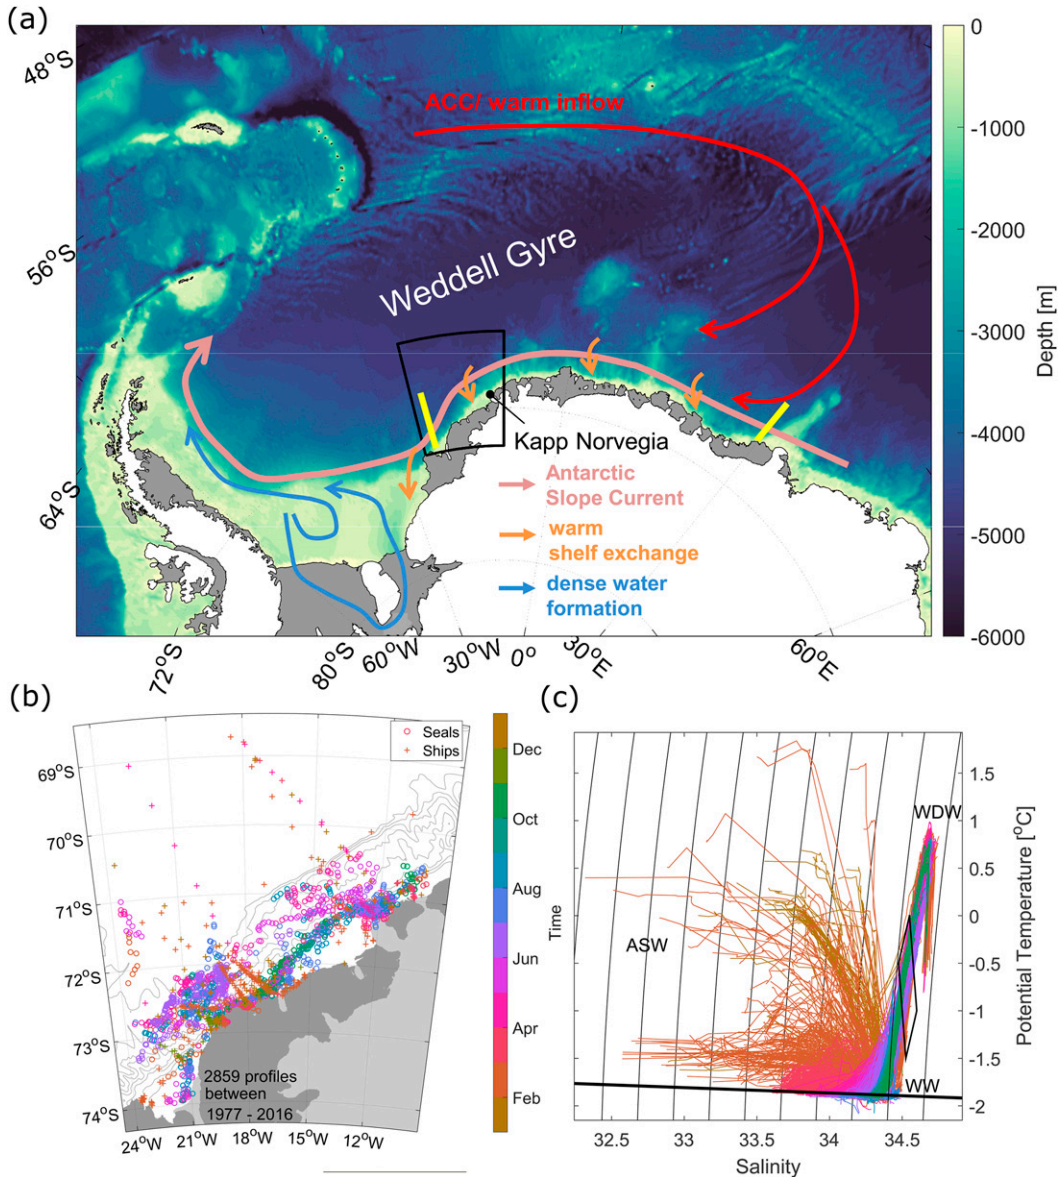 (a)
48°S
56°S
64°S
72°S
80°S
60°W
30°W
0°
30°E
60°E
ACC/ warm inflow
Weddell Gyre
Kapp Norvegia
Antarctic
Slope Current
warm
shelf exchange
dense water
formation
0
-1000
-2000
-3000
-4000
-5000
-6000
Depth [m]
(b)
Seals
Ships
69°S
70°S
71°S
72°S
73°S
74°S
24°W
21°W
18°W
15°W
12°W
2859 profiles
between
1977 - 2016
Dec
Oct
Aug
Jun
Apr
Feb
Time
(c)
WDW
ASW
WW
1.5
1
0.5
0
-0.5
-1
-1.5
-2
Potential Temperature [°C]
32.5
33
33.5
34
34.5
Salinity